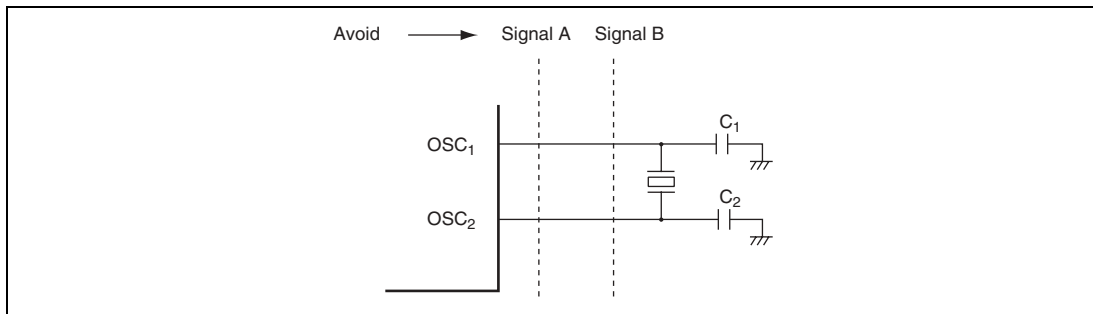 Avoid Signal A Signal B
OSC₁ C₁
OSC₂ C₂